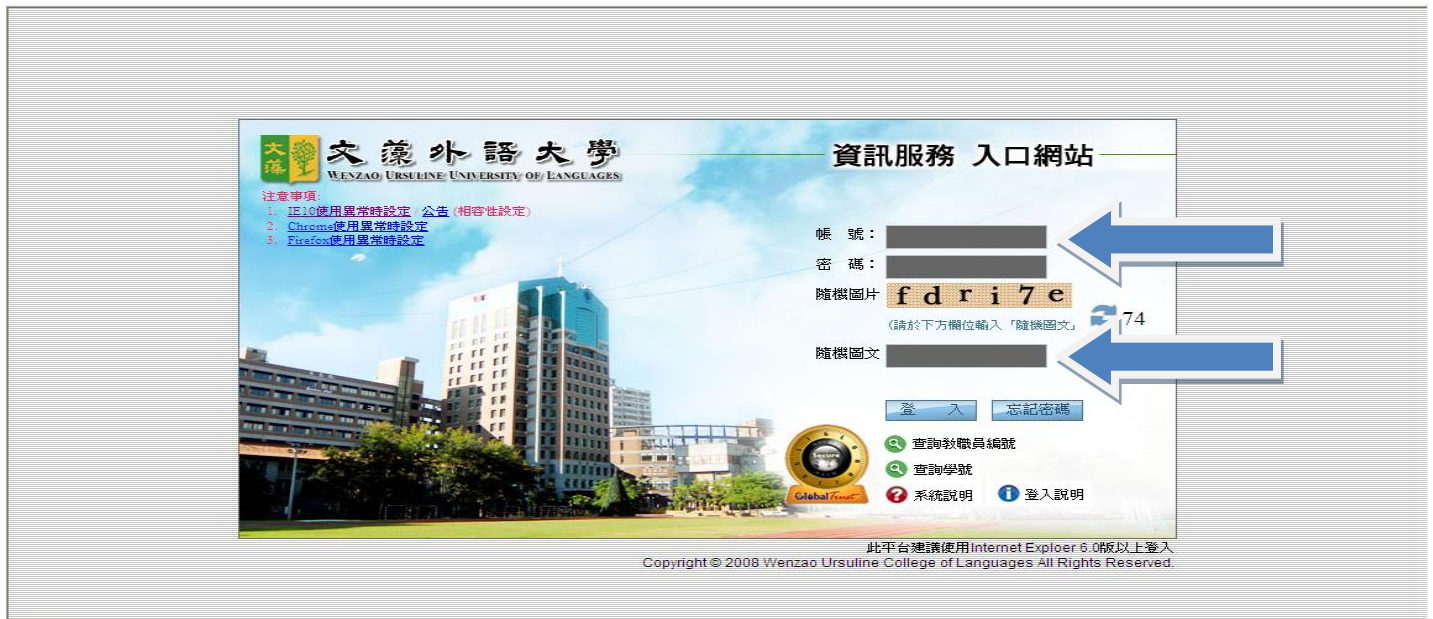 文藻
文藻外語大學
WENZAO URSULINE UNIVERSITY OF LANGUAGES
資訊服務 入口網站
注意事項:
1. IE10使用異常時設定 / 公告 (相容性設定)
2. Chrome使用異常時設定
3. Firefox使用異常時設定
帳 號：
密 碼：
隨機圖片 fdri7e
(請於下方欄位輸入「隨機圖文」 74
隨機圖文
登 入 忘記密碼
查詢教職員編號
查詢學號
系統說明 登入說明
Secure
GlobalTrust
此平台建議使用Internet Exploer 6.0版以上登入
Copyright © 2008 Wenzao Ursuline College of Languages All Rights Reserved.